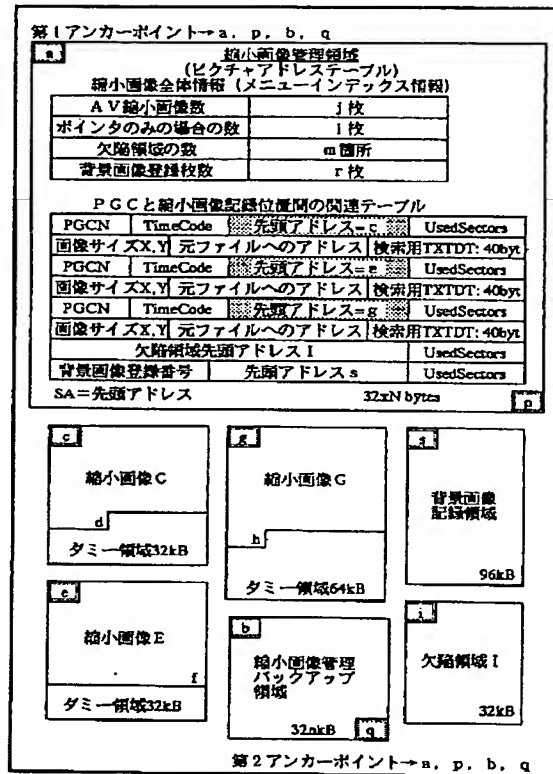 第1アンカーポイント→a, p, b, q
a
縮小画像管理領域
(ピクチャアドレステーブル)
縮小画像全体情報 (メニューインデックス情報)
AV縮小画像数 j枚
ポインタのみの場合の数 l枚
欠陥領域の数 m箇所
背景画像登録枚数 r枚
PGCと縮小画像記録位置間の関連テーブル
PGCN TimeCode 先頭アドレス=c UsedSectors
画像サイズX,Y 元ファイルへのアドレス 検索用TXTDT: 40byt
PGCN TimeCode 先頭アドレス=e UsedSectors
画像サイズX,Y 元ファイルへのアドレス 検索用TXTDT: 40byt
PGCN TimeCode 先頭アドレス=g UsedSectors
画像サイズX,Y 元ファイルへのアドレス 検索用TXTDT: 40byt
欠陥領域先頭アドレス I UsedSectors
背景画像登録番号 先頭アドレス s UsedSectors
SA=先頭アドレス 32xN bytes
p
c
縮小画像C
d
ダミー領域32kB
g
縮小画像G
h
ダミー領域64kB
s
背景画像
記録領域
96kB
e
縮小画像E
f
ダミー領域32kB
b
縮小画像管理
バックアップ
領域
32nkB
q
i
欠陥領域I
32kB
第2アンカーポイント→a, p, b, q